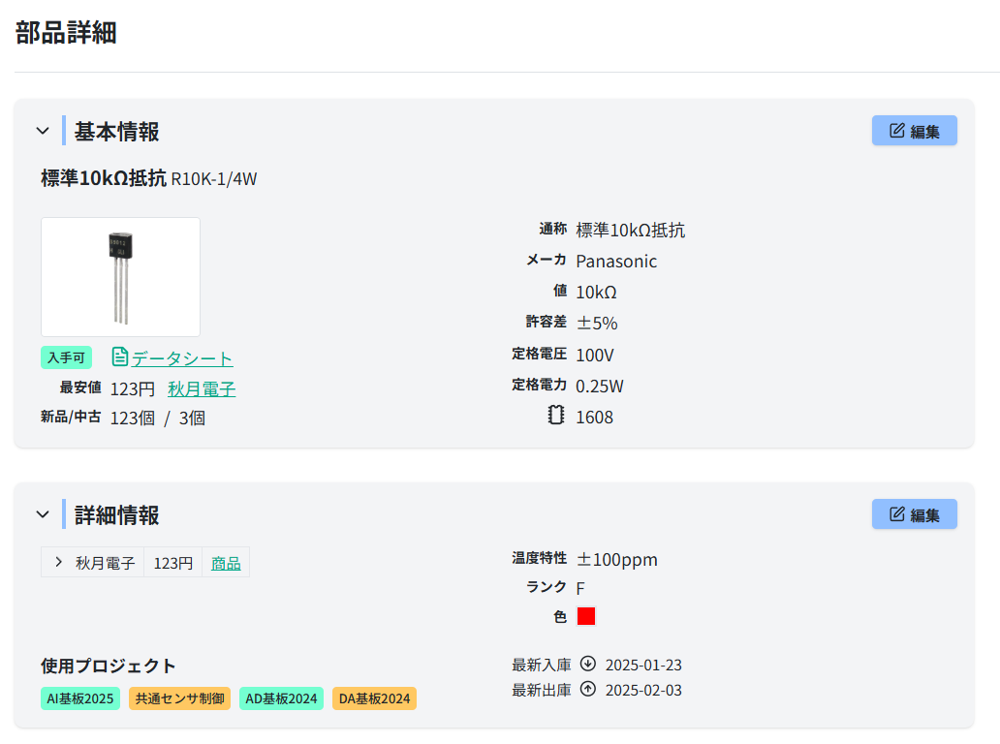 部品詳細
基本情報
編集
標準10kΩ抵抗 R10K-1/4W
入手可 データシート
最安値 123円 秋月電子
新品/中古 123個 / 3個
通称 標準10kΩ抵抗
メーカ Panasonic
値 10kΩ
許容差 ±5%
定格電圧 100V
定格電力 0.25W
1608
詳細情報
編集
秋月電子 123円 商品
温度特性 ±100ppm
ランク F
色
使用プロジェクト
AI基板2025 共通センサ制御 AD基板2024 DA基板2024
最新入庫 2025-01-23
最新出庫 2025-02-03